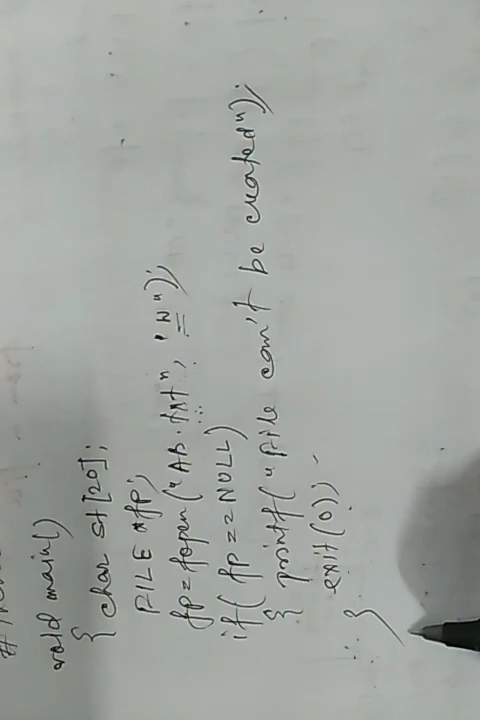 void main()
{ char st[20];
FILE *fp;
fp=fopen("AB.txt", "w");
if( fp==NULL)
{ printf("File can't be created");
exit(0);
}